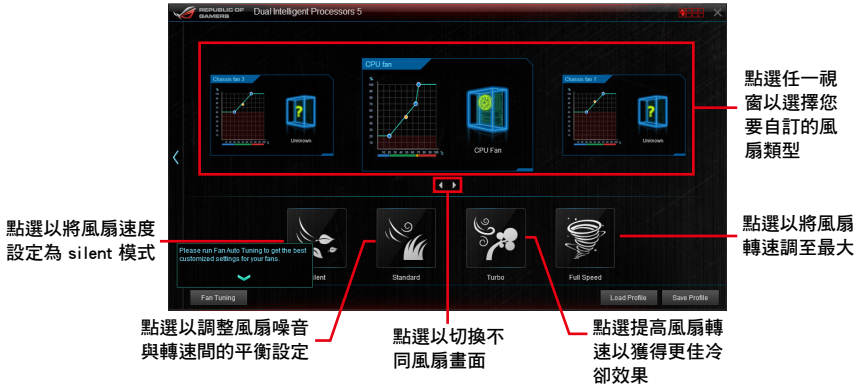 REPUBLIC OF
GAMERS
Dual Intelligent Processors 5
Chassis fan 3
Unknown
CPU fan
CPU Fan
Chassis fan 1
Unknown
點選任一視
窗以選擇您
要自訂的風
扇類型
點選以將風扇速度
設定為 silent 模式
Please run Fan Auto Tuning to get the best
customized settings for your fans.
lent
Standard
Turbo
Full Speed
點選以將風扇
轉速調至最大
Fan Tuning
Load Profile
Save Profile
點選以調整風扇噪音
與轉速間的平衡設定
點選以切換不
同風扇畫面
點選提高風扇轉
速以獲得更佳冷
卻效果